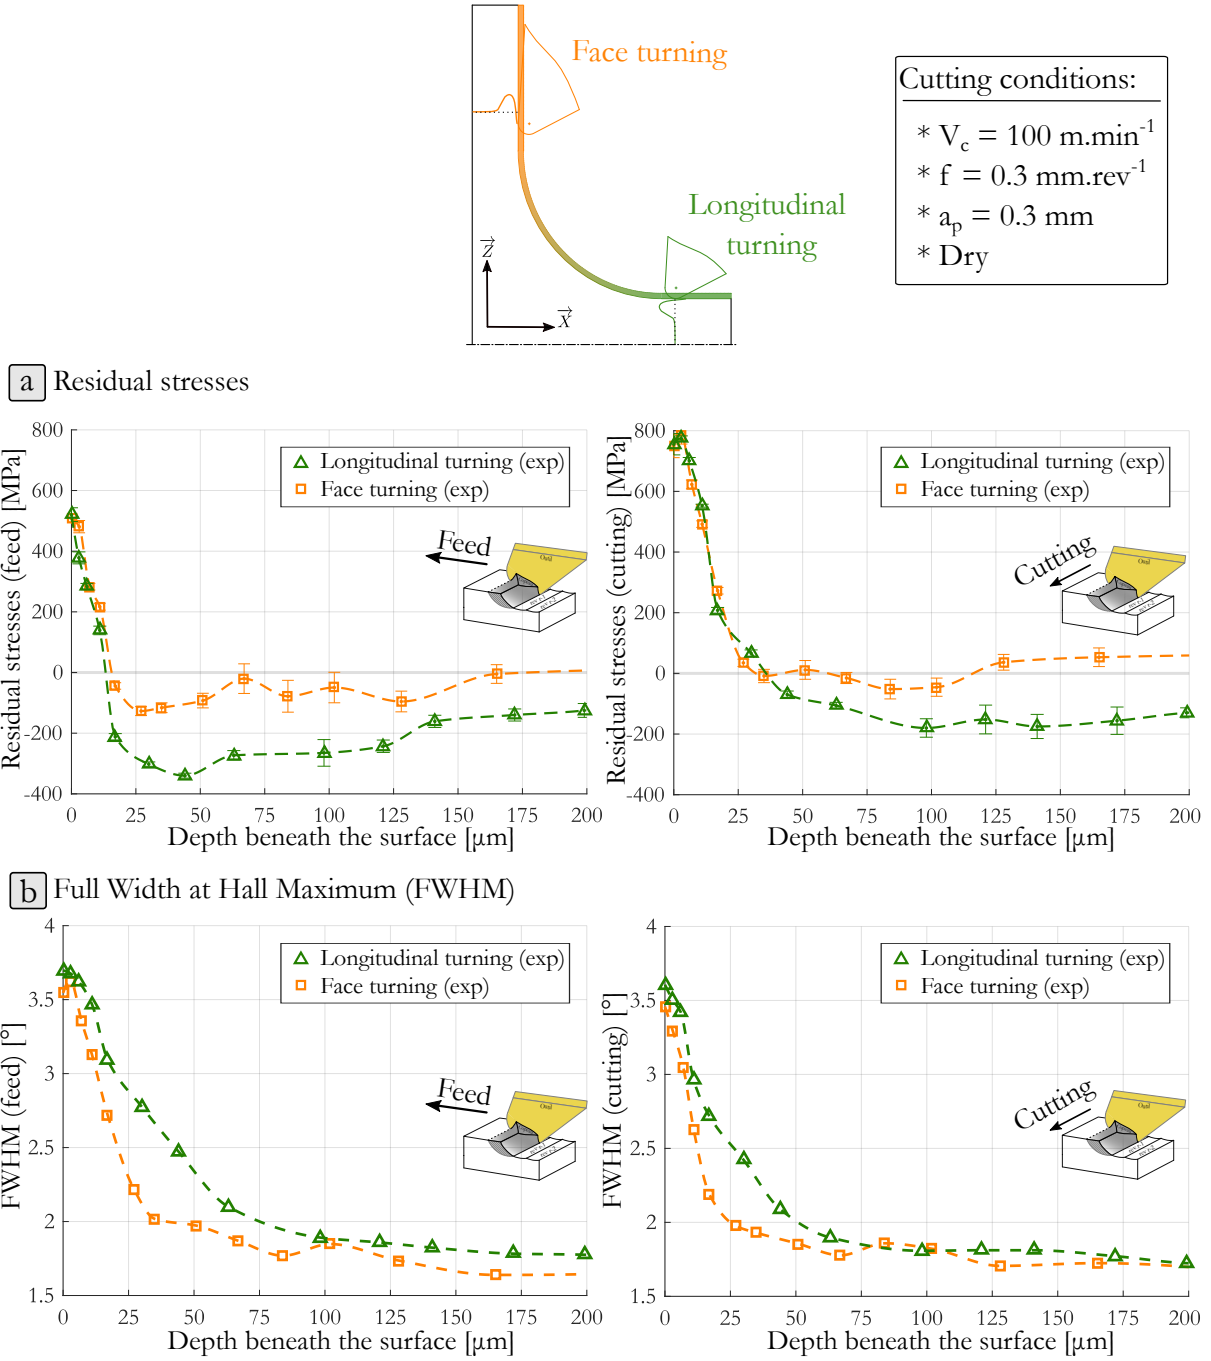 Face turning
Cutting conditions:
* Vc = 100 m.min-1
* f = 0.3 mm.rev-1
* ap = 0.3 mm
* Dry
Longitudinal
turning
Z
X
a Residual stresses
Residual stresses (feed) [MPa]
800
600
400
200
0
-200
-400
0 25 50 75 100 125 150 175 200
Depth beneath the surface [µm]
Longitudinal turning (exp)
Face turning (exp)
Feed
Outil
Residual stresses (cutting) [MPa]
800
600
400
200
0
-200
-400
0 25 50 75 100 125 150 175 200
Depth beneath the surface [µm]
Longitudinal turning (exp)
Face turning (exp)
Cutting
Outil
b Full Width at Hall Maximum (FWHM)
FWHM (feed) [°]
4
3.5
3
2.5
2
1.5
0 25 50 75 100 125 150 175 200
Depth beneath the surface [µm]
Longitudinal turning (exp)
Face turning (exp)
Feed
Outil
FWHM (cutting) [°]
4
3.5
3
2.5
2
1.5
0 25 50 75 100 125 150 175 200
Depth beneath the surface [µm]
Longitudinal turning (exp)
Face turning (exp)
Cutting
Outil